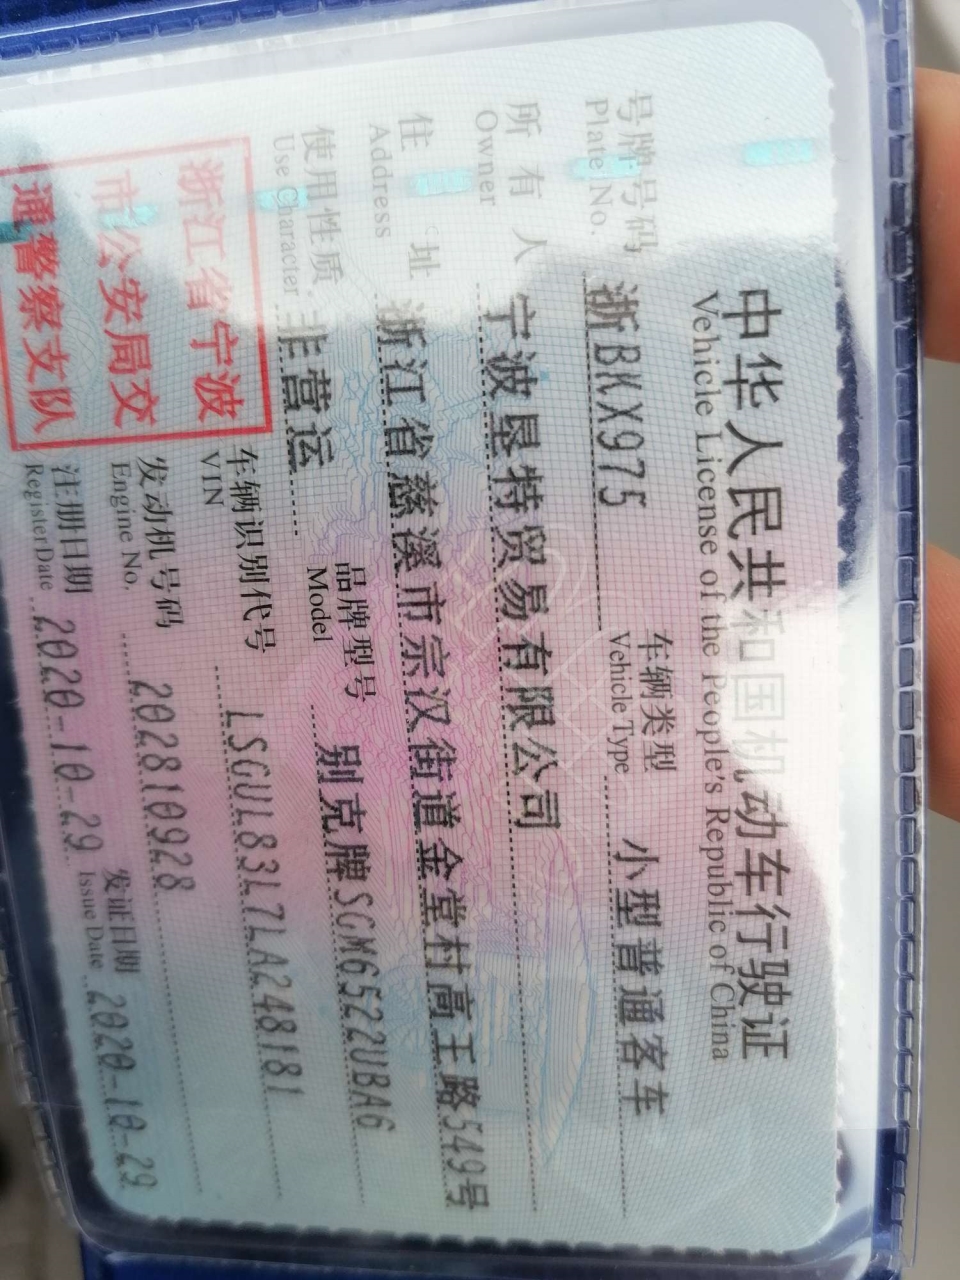 中华人民共和国机动车行驶证
Vehicle License of the People's Republic of China
号牌号码 浙BKX975 车辆类型 小型普通客车
Plate No. Vehicle Type
所有人 宁波垦特贸易有限公司
Owner
住址 浙江省慈溪市宗汉街道金堂村高王路549号
Address
使用性质 非营运 品牌型号 别克牌SGM6522UBA6
Use Character Model
浙江省宁波
市公安局交
通警察支队
车辆识别代号 LSGUL83L7LA248181
VIN
发动机号码 202810928
Engine No.
注册日期 2020-10-29 发证日期 2020-10-29
Register Date Issue Date